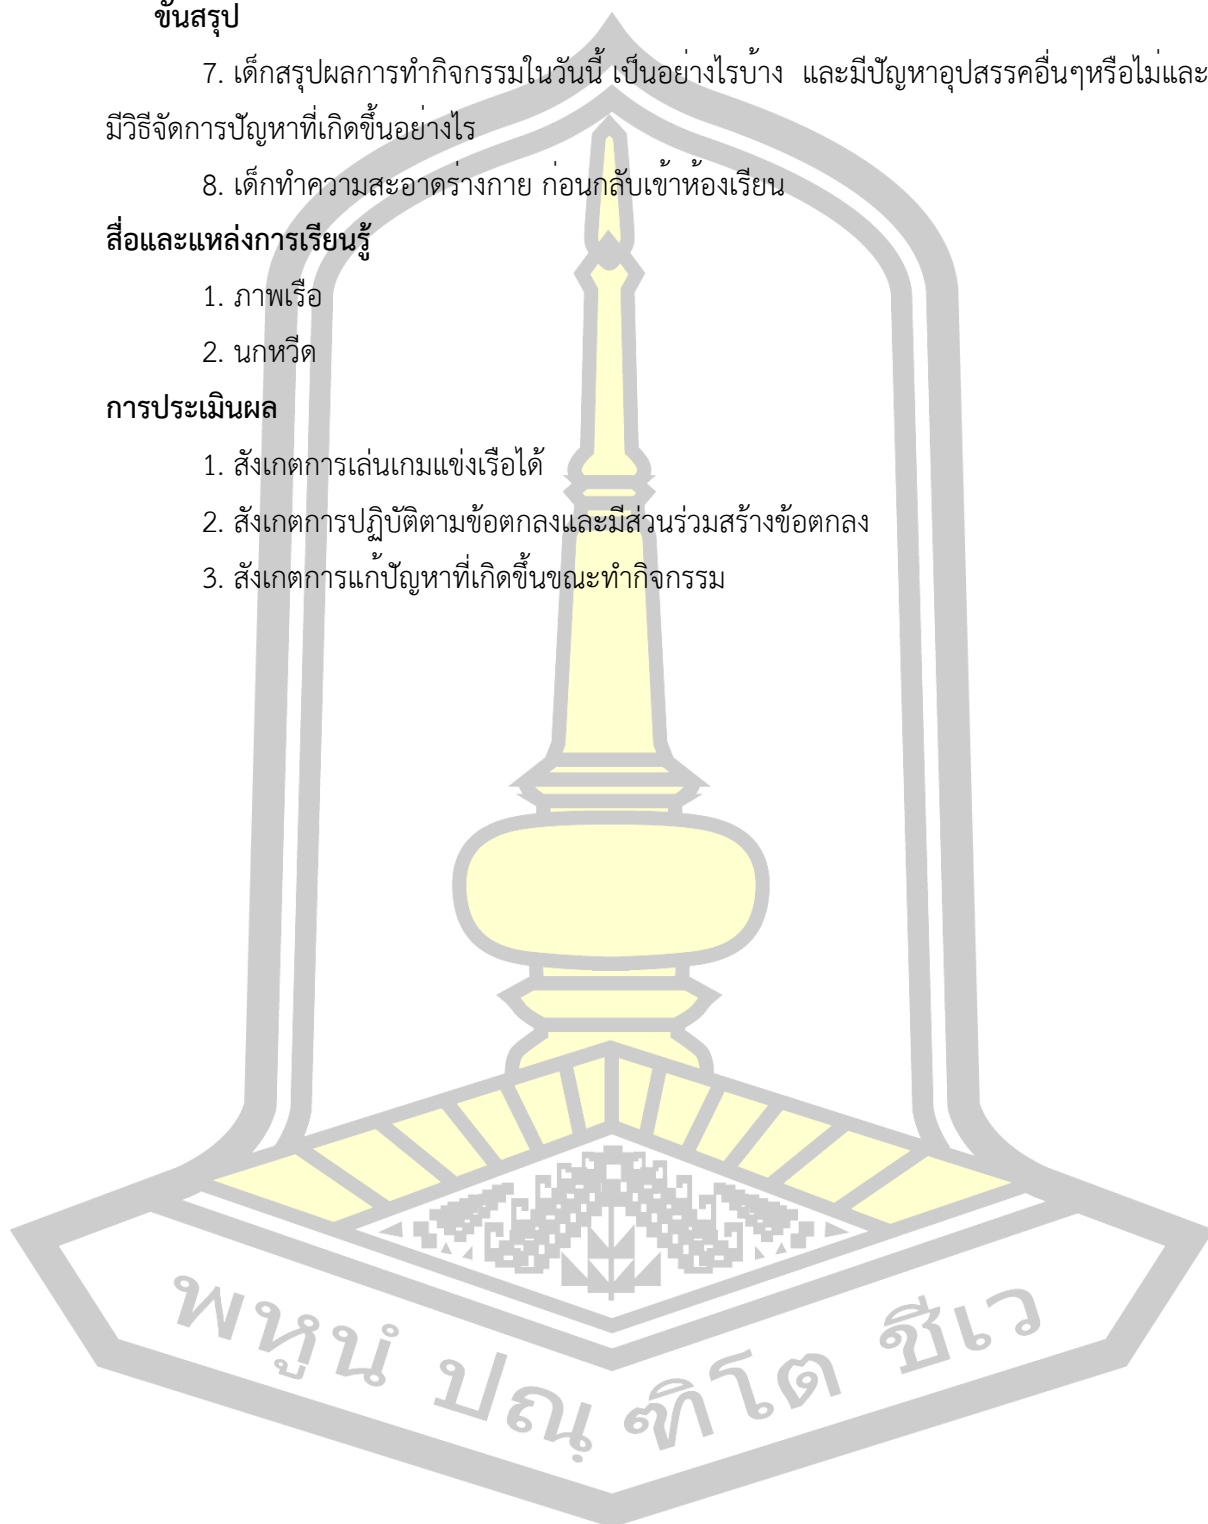 ขั้นสรุป
7. เด็กสรุปผลการทำกิจกรรมในวันนี้ เป็นอย่างไรบ้าง และมีปัญหาอุปสรรคอื่นๆหรือไม่และ
มีวิธีจัดการปัญหาที่เกิดขึ้นอย่างไร
8. เด็กทำความสะอาดร่างกาย ก่อนกลับเข้าห้องเรียน
สื่อและแหล่งการเรียนรู้
1. ภาพเรือ
2. นกหวีด
การประเมินผล
1. สังเกตการเล่นเกมแข่งเรือได้
2. สังเกตการปฏิบัติตามข้อตกลงและมีส่วนร่วมสร้างข้อตกลง
3. สังเกตการแก้ปัญหาที่เกิดขึ้นขณะทำกิจกรรม
พหูนํ ปณฺ ฑิโต ชีเว